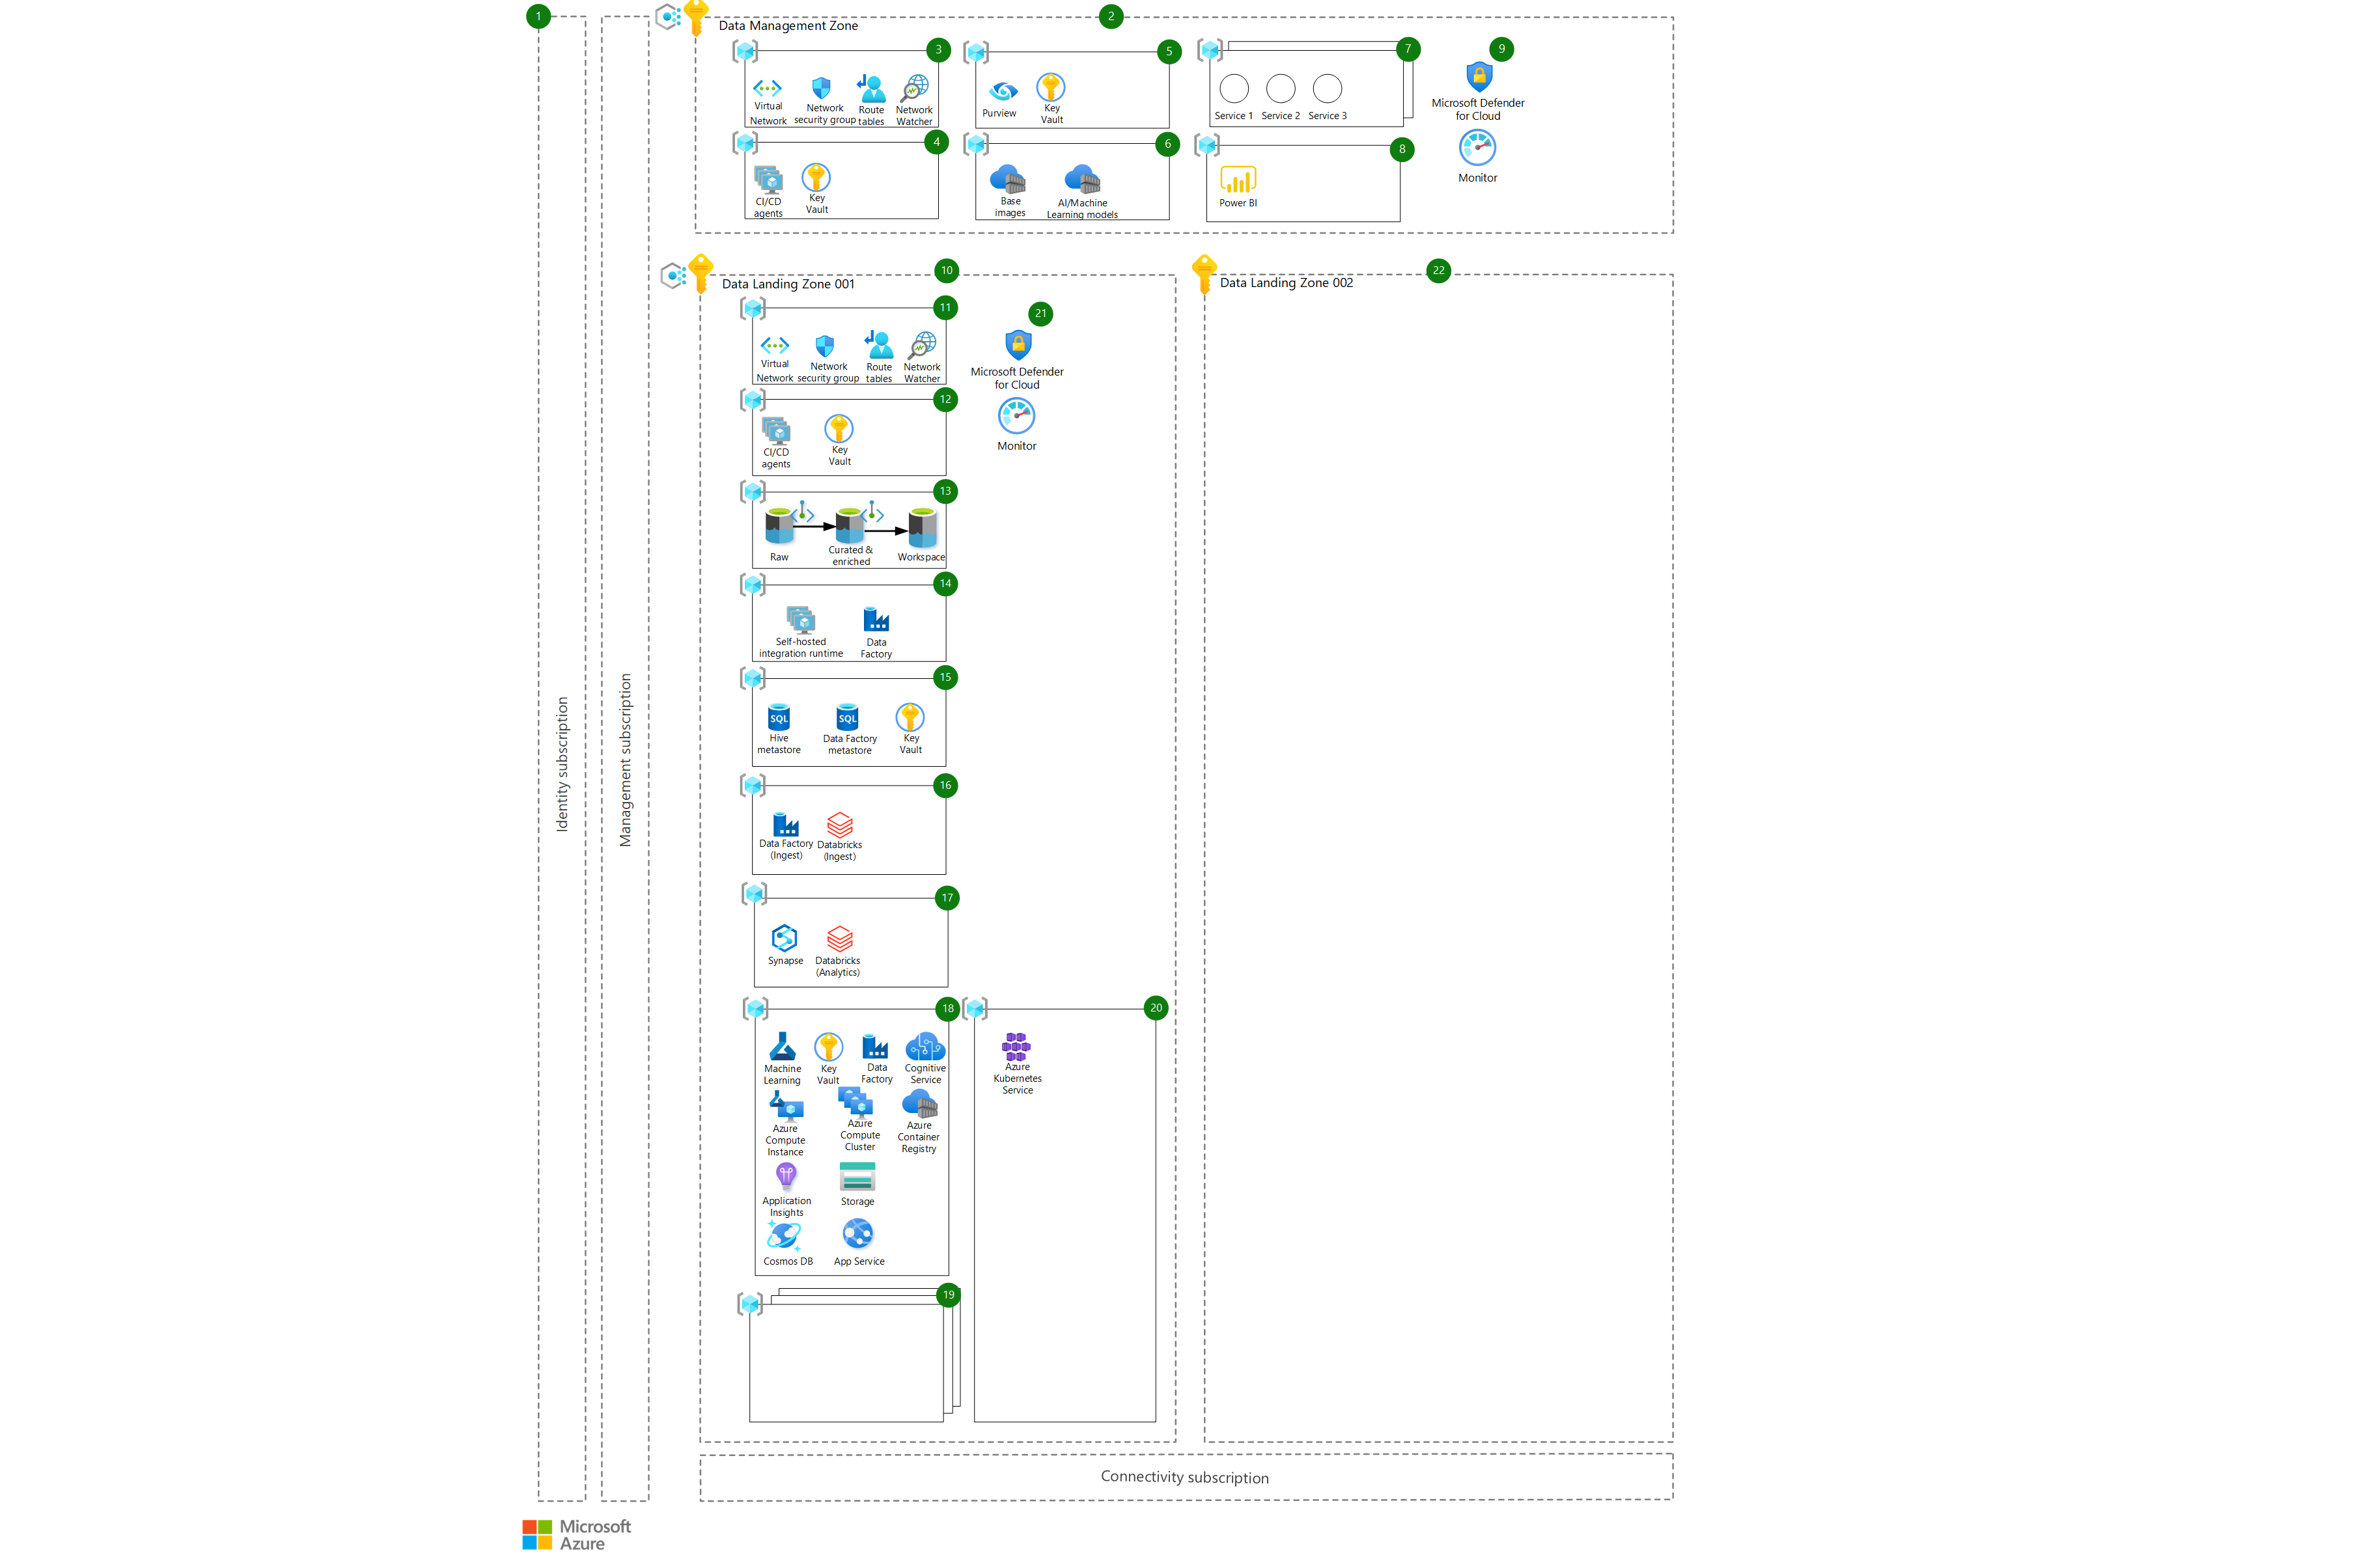 1
2
Data Management Zone
3
Virtual
Network
Network
security group
Route
tables
Network
Watcher
5
Purview
Key
Vault
7
Service 1
Service 2
Service 3
9
Microsoft Defender
for Cloud
Monitor
4
CI/CD
agents
Key
Vault
6
Base
images
AI/Machine
Learning models
8
Power BI
10
Data Landing Zone 001
11
Virtual
Network
Network
security group
Route
tables
Network
Watcher
21
Microsoft Defender
for Cloud
Monitor
12
CI/CD
agents
Key
Vault
13
Raw
Curated &
enriched
Workspace
14
Self-hosted
integration runtime
Data
Factory
15
SQL
Hive
metastore
SQL
Data Factory
metastore
Key
Vault
16
Data Factory
(Ingest)
Databricks
(Ingest)
17
Synapse
Databricks
(Analytics)
18
Machine
Learning
Key
Vault
Data
Factory
Cognitive
Service
Azure
Compute
Instance
Azure
Compute
Cluster
Azure
Container
Registry
Application
Insights
Storage
Cosmos DB
App Service
20
Azure
Kubernetes
Service
19
22
Data Landing Zone 002
Identity subscription
Management subscription
Connectivity subscription
Microsoft
Azure